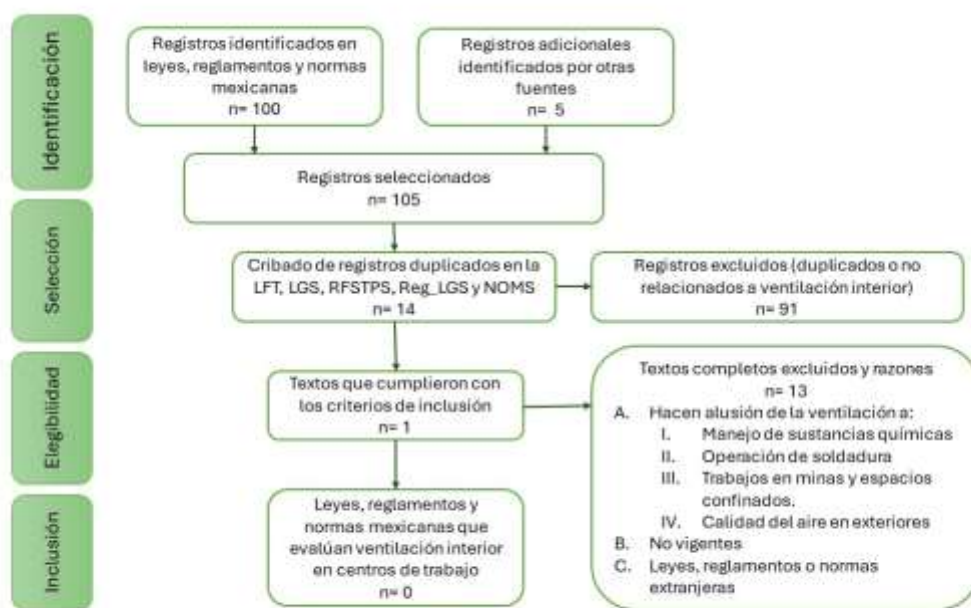 Identificación
Registros identificados en
leyes, reglamentos y normas
mexicanas
n= 100
Registros adicionales
identificados por otras
fuentes
n= 5
Registros seleccionados
n= 105
Selección
Cribado de registros duplicados en la
LFT, LGS, RFSTPS, Reg_LGS y NOMS
n= 14
Registros excluidos (duplicados o no
relacionados a ventilación interior)
n= 91
Elegibilidad
Textos que cumplieron con
los criterios de inclusión
n= 1
Textos completos excluidos y razones
n= 13
A. Hacen alusión de la ventilación a:
I. Manejo de sustancias químicas
II. Operación de soldadura
III. Trabajos en minas y espacios
confinados.
IV. Calidad del aire en exteriores
B. No vigentes
C. Leyes, reglamentos o normas
extranjeras
Inclusión
Leyes, reglamentos y
normas mexicanas que
evalúan ventilación interior
en centros de trabajo
n= 0